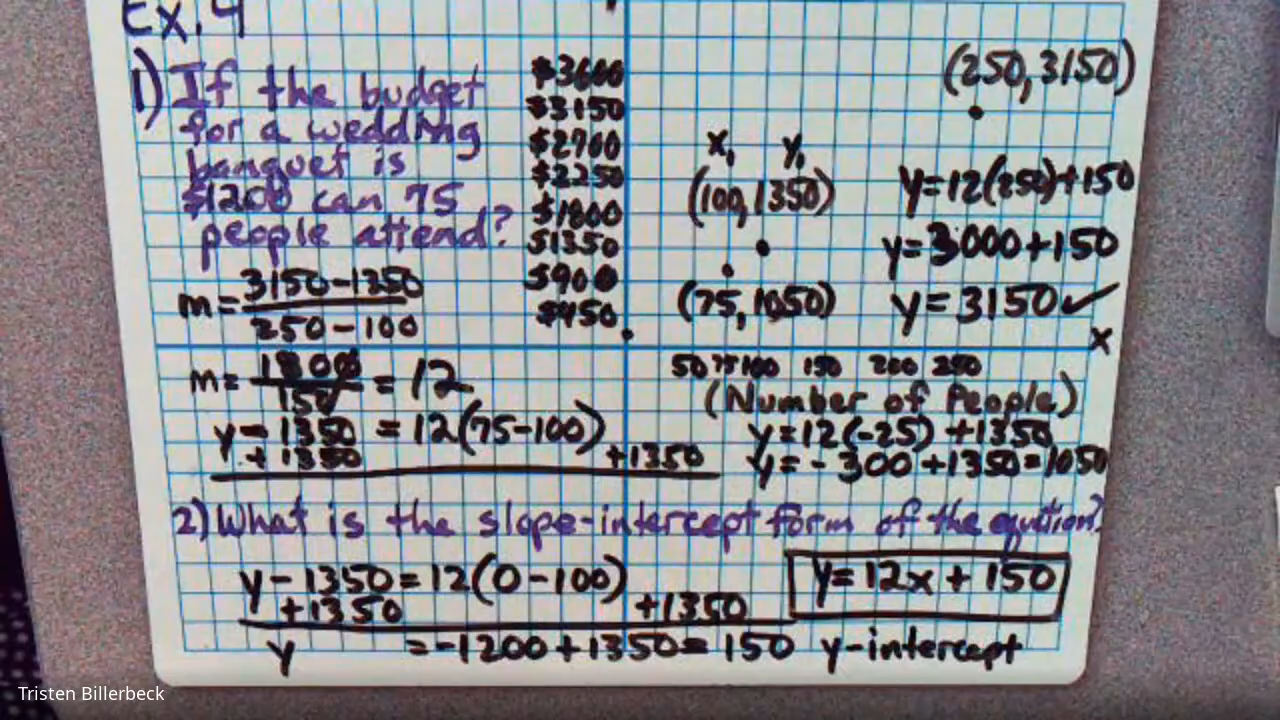 Ex. 4
1) If the budget
for a wedding
banquet is
$1200 can 75
people attend?
$3600
$3150
$2700
$2250
$1800
$1350
$900
$450
(250, 3150)
x₁ y₁
(100, 1350)
(75, 1050)
y=12(250)+150
y=3000+150
y=3150✓
x
50 75 100 150 200 250
(Number of People)
m=3150-1350
250-100
m=1800
150
=12
y-1350=12(75-100)
+1350 +1350
y=12(-25)+1350
y=-300+1350=1050
2) What is the slope-intercept form of the equation?
y-1350=12(0-100)
+1350 +1350
y =-1200+1350=150 y-intercept
y=12x+150
Tristen Billerbeck